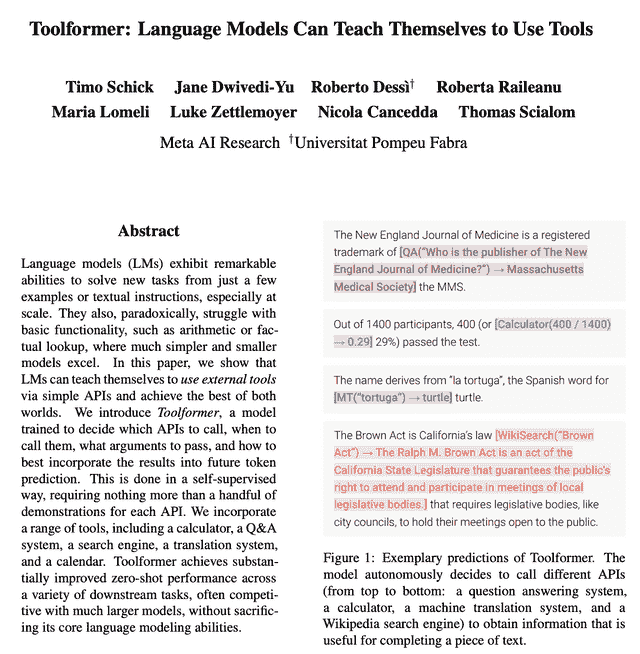 Toolformer: Language Models Can Teach Themselves to Use Tools
Timo Schick Jane Dwivedi-Yu Roberto Dessì† Roberta Raileanu
Maria Lomeli Luke Zettlemoyer Nicola Cancedda Thomas Scialom
Meta AI Research †Universitat Pompeu Fabra
Abstract
Language models (LMs) exhibit remarkable
abilities to solve new tasks from just a few
examples or textual instructions, especially at
scale. They also, paradoxically, struggle with
basic functionality, such as arithmetic or fac-
tual lookup, where much simpler and smaller
models excel. In this paper, we show that
LMs can teach themselves to use external tools
via simple APIs and achieve the best of both
worlds. We introduce Toolformer, a model
trained to decide which APIs to call, when to
call them, what arguments to pass, and how to
best incorporate the results into future token
prediction. This is done in a self-supervised
way, requiring nothing more than a handful of
demonstrations for each API. We incorporate
a range of tools, including a calculator, a Q&A
system, a search engine, a translation system,
and a calendar. Toolformer achieves substan-
tially improved zero-shot performance across
a variety of downstream tasks, often competi-
tive with much larger models, without sacrific-
ing its core language modeling abilities.
The New England Journal of Medicine is a registered
trademark of [QA(“Who is the publisher of The New
England Journal of Medicine?”) → Massachusetts
Medical Society] the MMS.
Out of 1400 participants, 400 (or [Calculator(400 / 1400)
→ 0.29] 29%) passed the test.
The name derives from “la tortuga”, the Spanish word for
[MT(“tortuga”) → turtle] turtle.
The Brown Act is California’s law [WikiSearch(“Brown
Act”) → The Ralph M. Brown Act is an act of the
California State Legislature that guarantees the public's
right to attend and participate in meetings of local
legislative bodies.] that requires legislative bodies, like
city councils, to hold their meetings open to the public.
Figure 1: Exemplary predictions of Toolformer. The
model autonomously decides to call different APIs
(from top to bottom: a question answering system,
a calculator, a machine translation system, and a
Wikipedia search engine) to obtain information that is
useful for completing a piece of text.